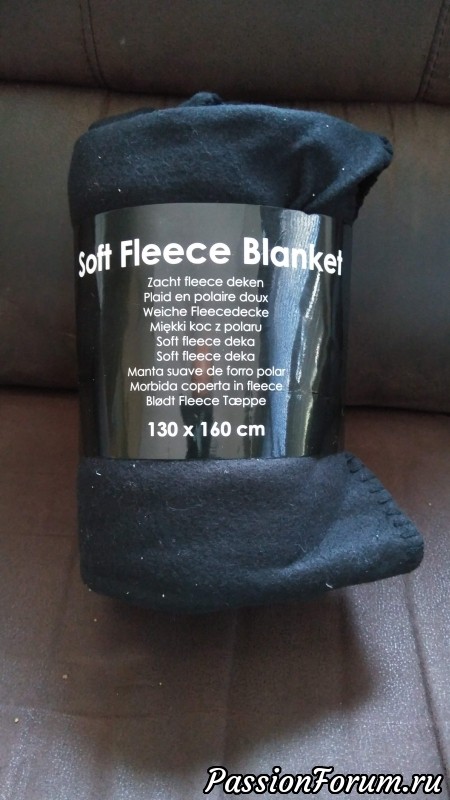 Soft Fleece Blanket
Zacht fleece deken
Plaid en polaire doux
Weiche Fleecedecke
Miękki koc z polaru
Soft fleece deka
Soft fleece deka
Manta suave de forro polar
Morbida coperta in fleece
Blødt Fleece Tæppe
130 x 160 cm
PassionForum.ru